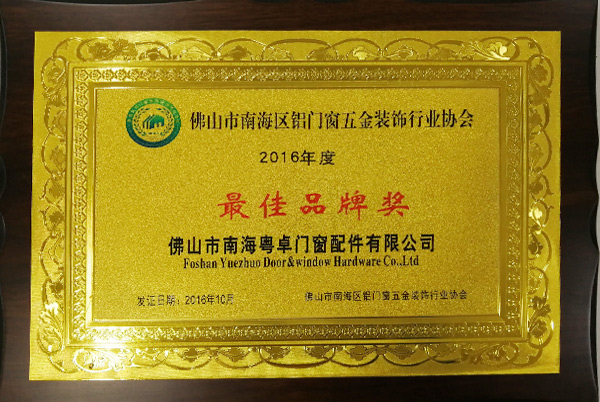 佛山市南海区铝门窗五金装饰行业协会
2016年度
最佳品牌奖
佛山市南海粤卓门窗配件有限公司
Foshan Yuezhuo Door&window Hardware Co.,Ltd
发证日期:2016年10月
佛山市南海区铝门窗五金装饰行业协会